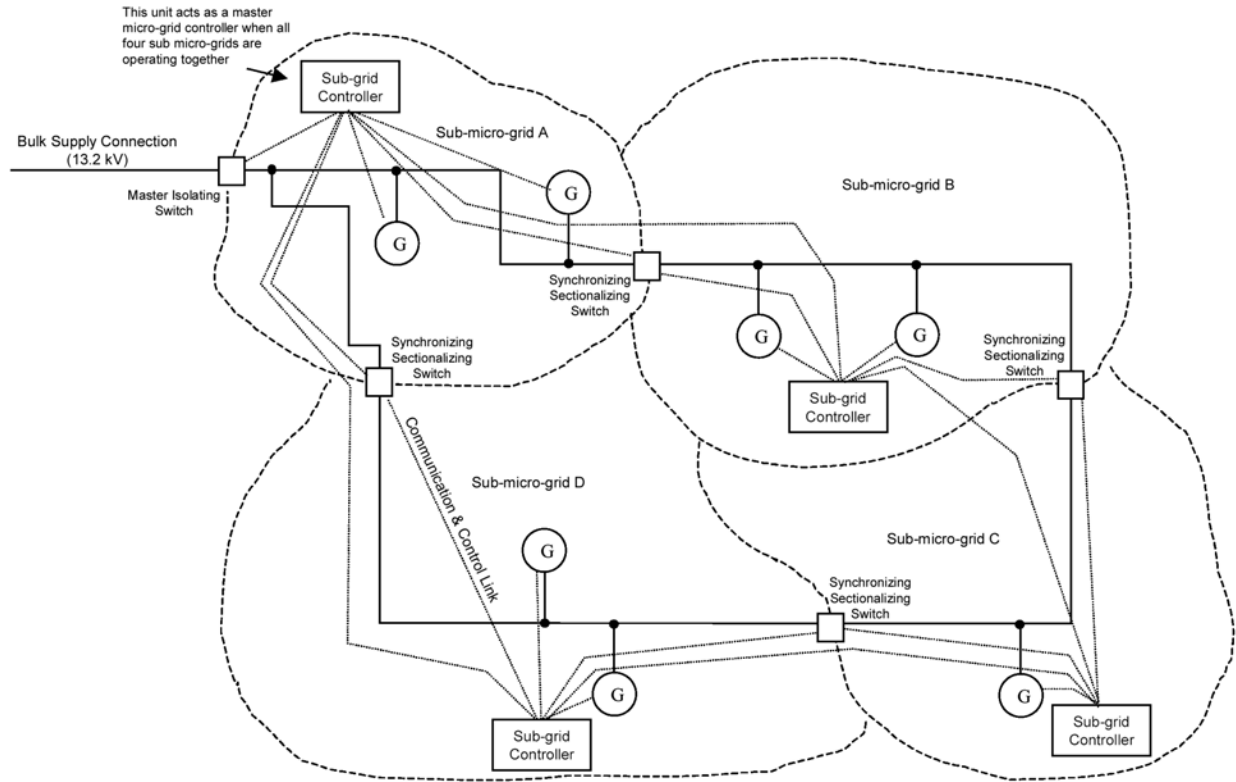 This unit acts as a master
micro-grid controller when all
four sub micro-grids are
operating together
Sub-grid
Controller
Sub-micro-grid A
Bulk Supply Connection
(13.2 kV)
Master Isolating
Switch
G
G
Sub-micro-grid B
Synchronizing
Sectionalizing
Switch
G
G
Synchronizing
Sectionalizing
Switch
Synchronizing
Sectionalizing
Switch
Sub-grid
Controller
Communication & Control Link
Sub-micro-grid D
G
Sub-micro-grid C
Synchronizing
Sectionalizing
Switch
G
G
Sub-grid
Controller
Sub-grid
Controller